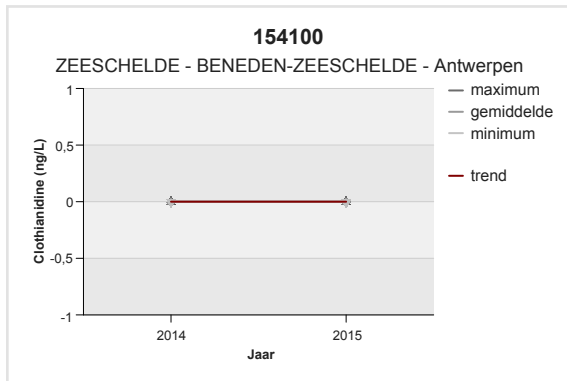 154100
ZEESCHELDE - BENEDEN-ZEESCHELDE - Antwerpen
maximum
gemiddelde
minimum
trend
Clothianidine (ng/L)
1
0,5
0
-0,5
-1
2014 2015
Jaar